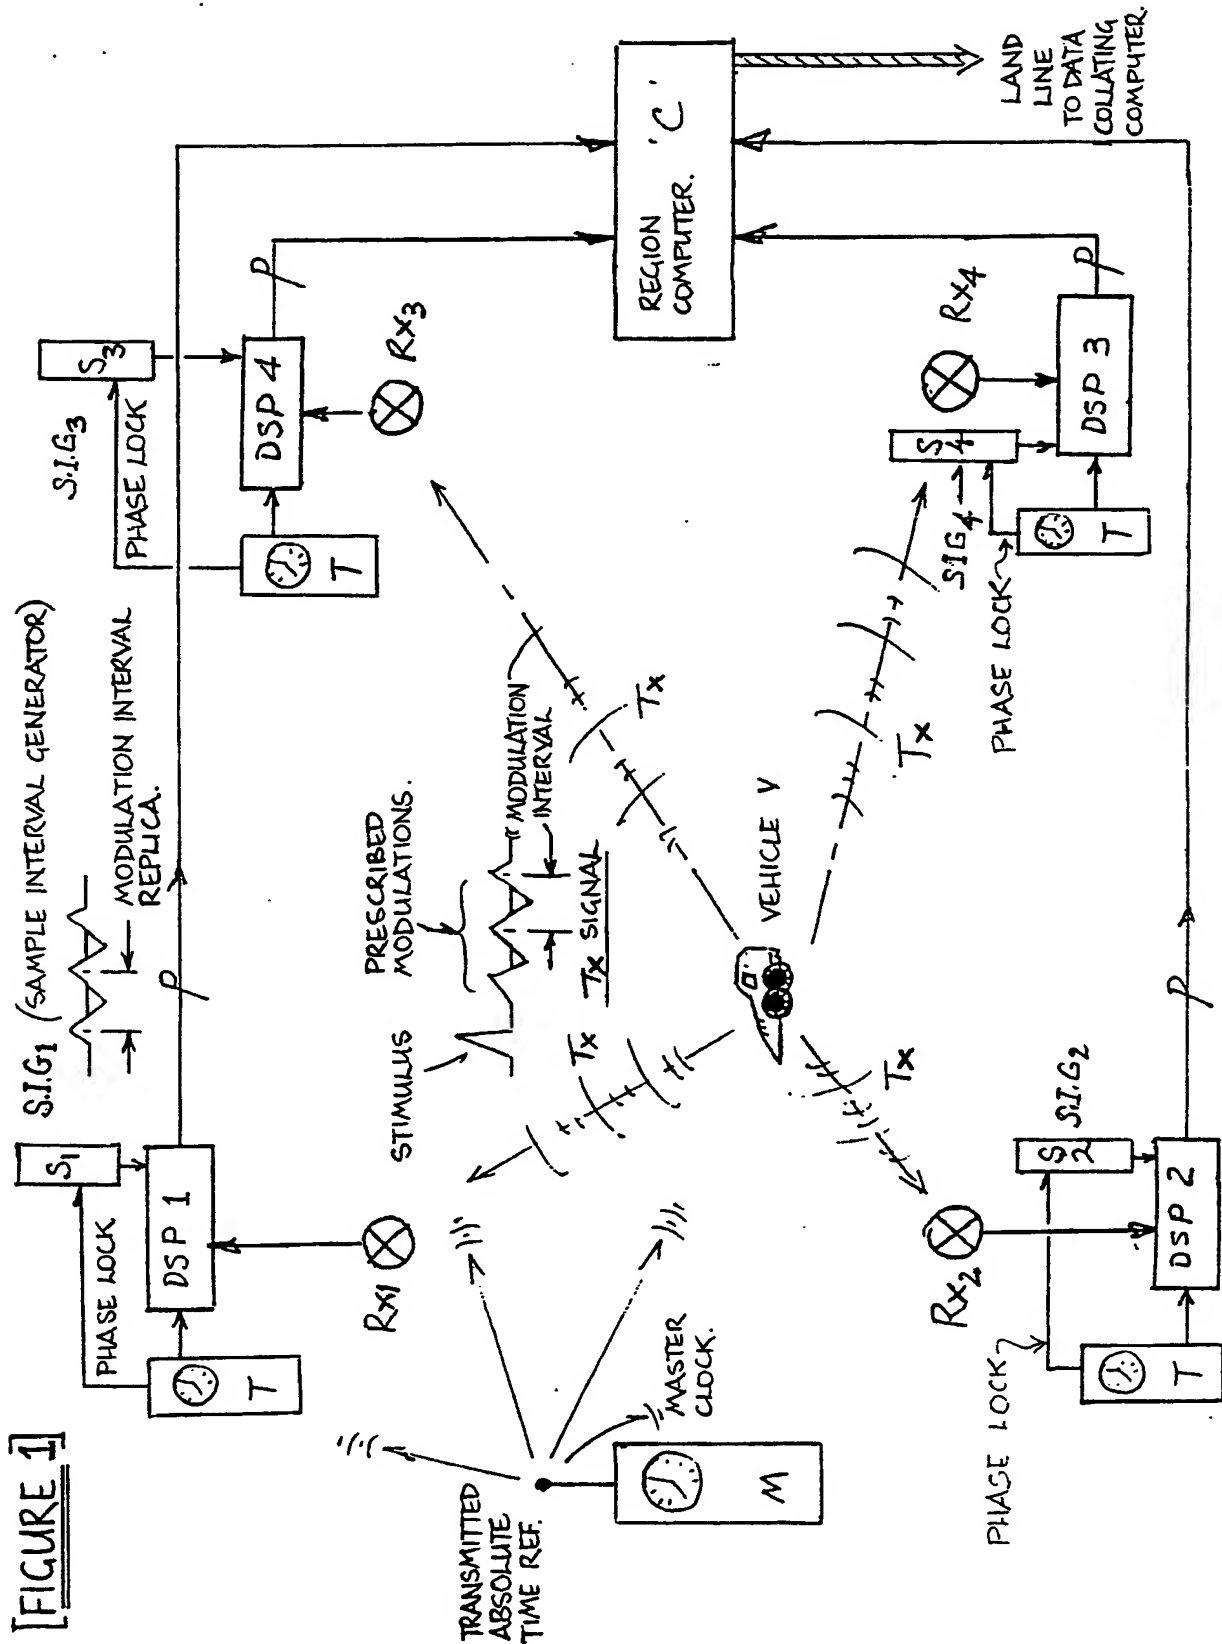 [FIGURE 1]
TRANSMITTED
ABSOLUTE
TIME REF.
M
MASTER
CLOCK.
T
PHASE LOCK
S1
S.I.G1 (SAMPLE INTERVAL GENERATOR)
MODULATION INTERVAL
REPLICA.
DSP 1
P
Rx1
STIMULUS
PRESCRIBED
MODULATIONS.
MODULATION
INTERVAL
Tx SIGNAL
Tx
Tx
Tx
Tx
VEHICLE V
T
PHASE LOCK
S.I.G3
S3
DSP 4
P
Rx3
REGION
COMPUTER. 'C'
LAND
LINE
TO DATA
COLLATING
COMPUTER.
Rx2
PHASE LOCK
T
S2
S.I.G2
DSP 2
P
Rx4
S4
SIG4
PHASE LOCK
T
DSP 3
P